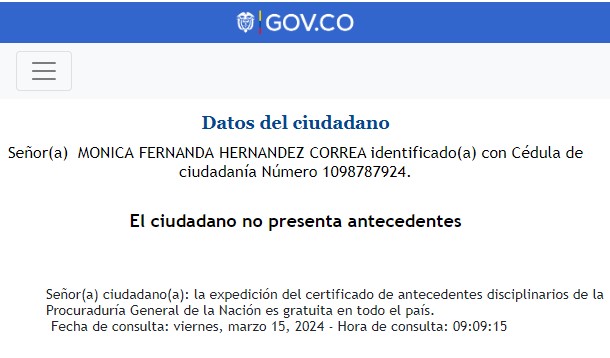 GOV.CO
Datos del ciudadano
Señor(a)  MONICA FERNANDA HERNANDEZ CORREA identificado(a) con Cédula de
ciudadanía Número 1098787924.
El ciudadano no presenta antecedentes
Señor(a) ciudadano(a): la expedición del certificado de antecedentes disciplinarios de la
Procuraduría General de la Nación es gratuita en todo el país.
Fecha de consulta: viernes, marzo 15, 2024 - Hora de consulta: 09:09:15